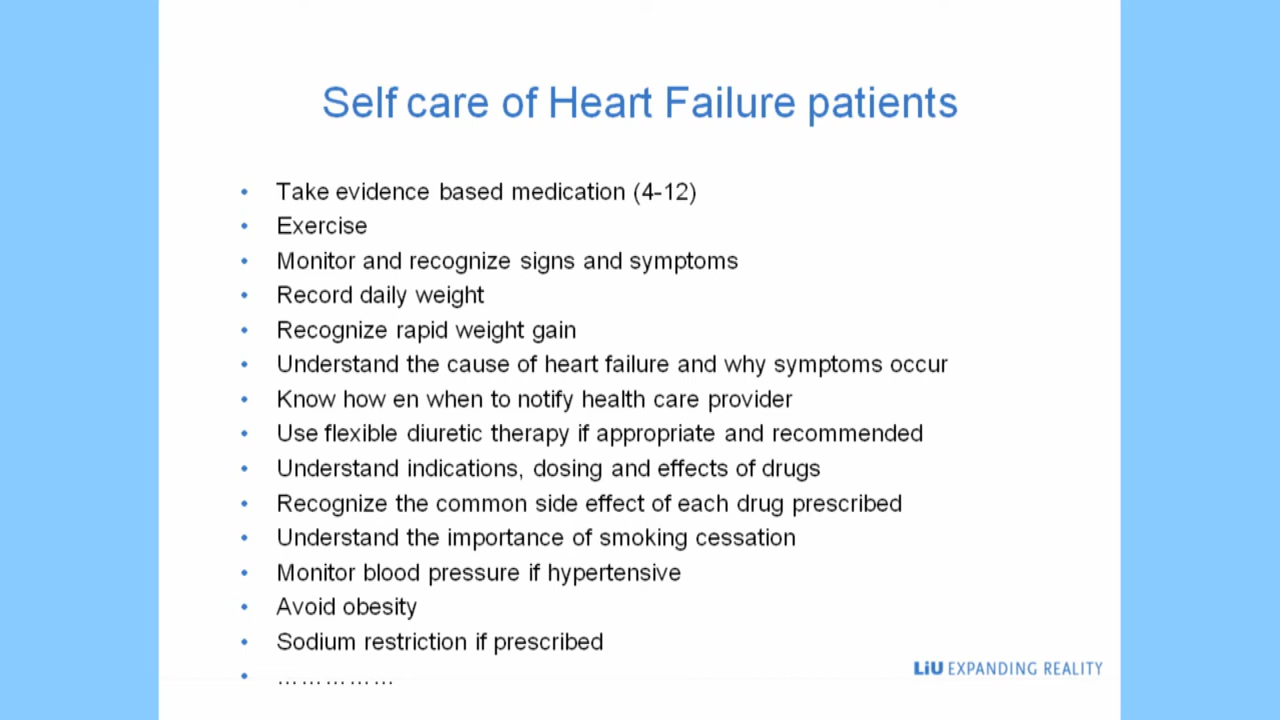 Self care of Heart Failure patients
• Take evidence based medication (4-12)
• Exercise
• Monitor and recognize signs and symptoms
• Record daily weight
• Recognize rapid weight gain
• Understand the cause of heart failure and why symptoms occur
• Know how en when to notify health care provider
• Use flexible diuretic therapy if appropriate and recommended
• Understand indications, dosing and effects of drugs
• Recognize the common side effect of each drug prescribed
• Understand the importance of smoking cessation
• Monitor blood pressure if hypertensive
• Avoid obesity
• Sodium restriction if prescribed
• ……………
LiU EXPANDING REALITY